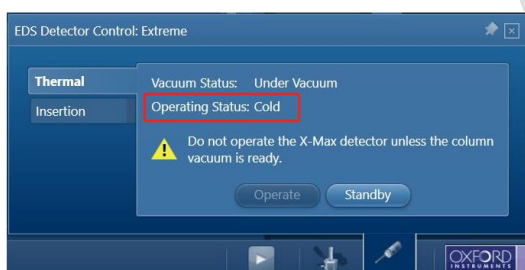 EDS Detector Control: Extreme
Thermal
Insertion
Vacuum Status: Under Vacuum
Operating Status: Cold
Do not operate the X-Max detector unless the column
vacuum is ready.
Operate
Standby
OXFORD
INSTRUMENTS